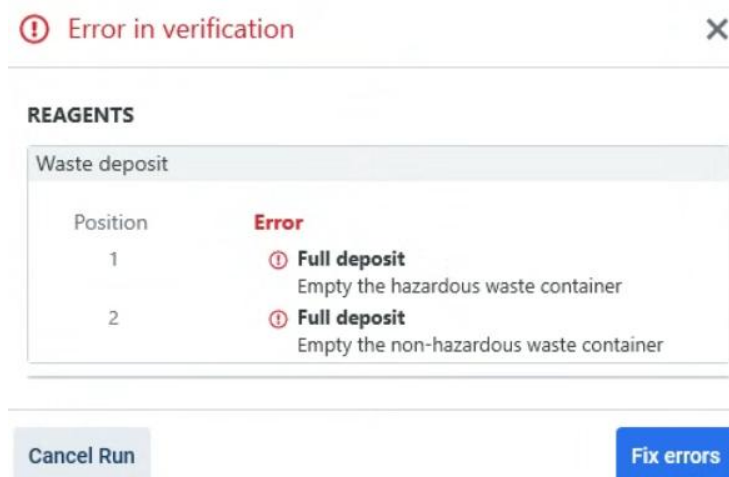 Error in verification
REAGENTS
Waste deposit
Position Error
1 Full deposit
Empty the hazardous waste container
2 Full deposit
Empty the non-hazardous waste container
Cancel Run Fix errors